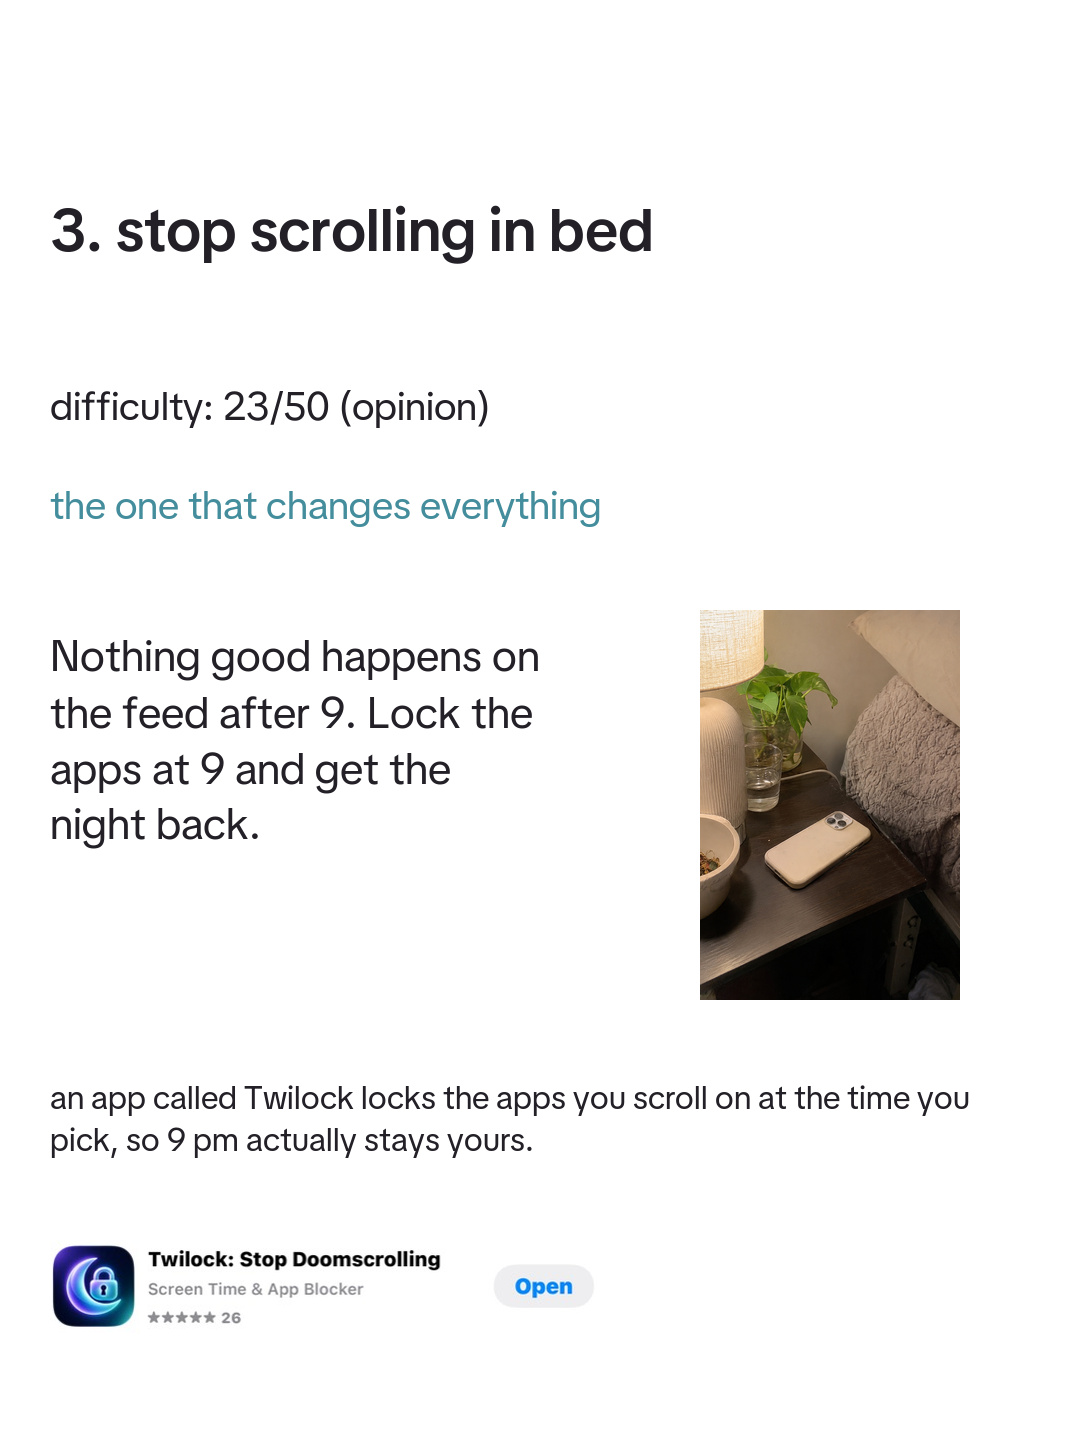 3. stop scrolling in bed
difficulty: 23/50 (opinion)
the one that changes everything
Nothing good happens on
the feed after 9. Lock the
apps at 9 and get the
night back.
an app called Twilock locks the apps you scroll on at the time you
pick, so 9 pm actually stays yours.
Twilock: Stop Doomscrolling
Screen Time & App Blocker
★★★★★ 26
Open